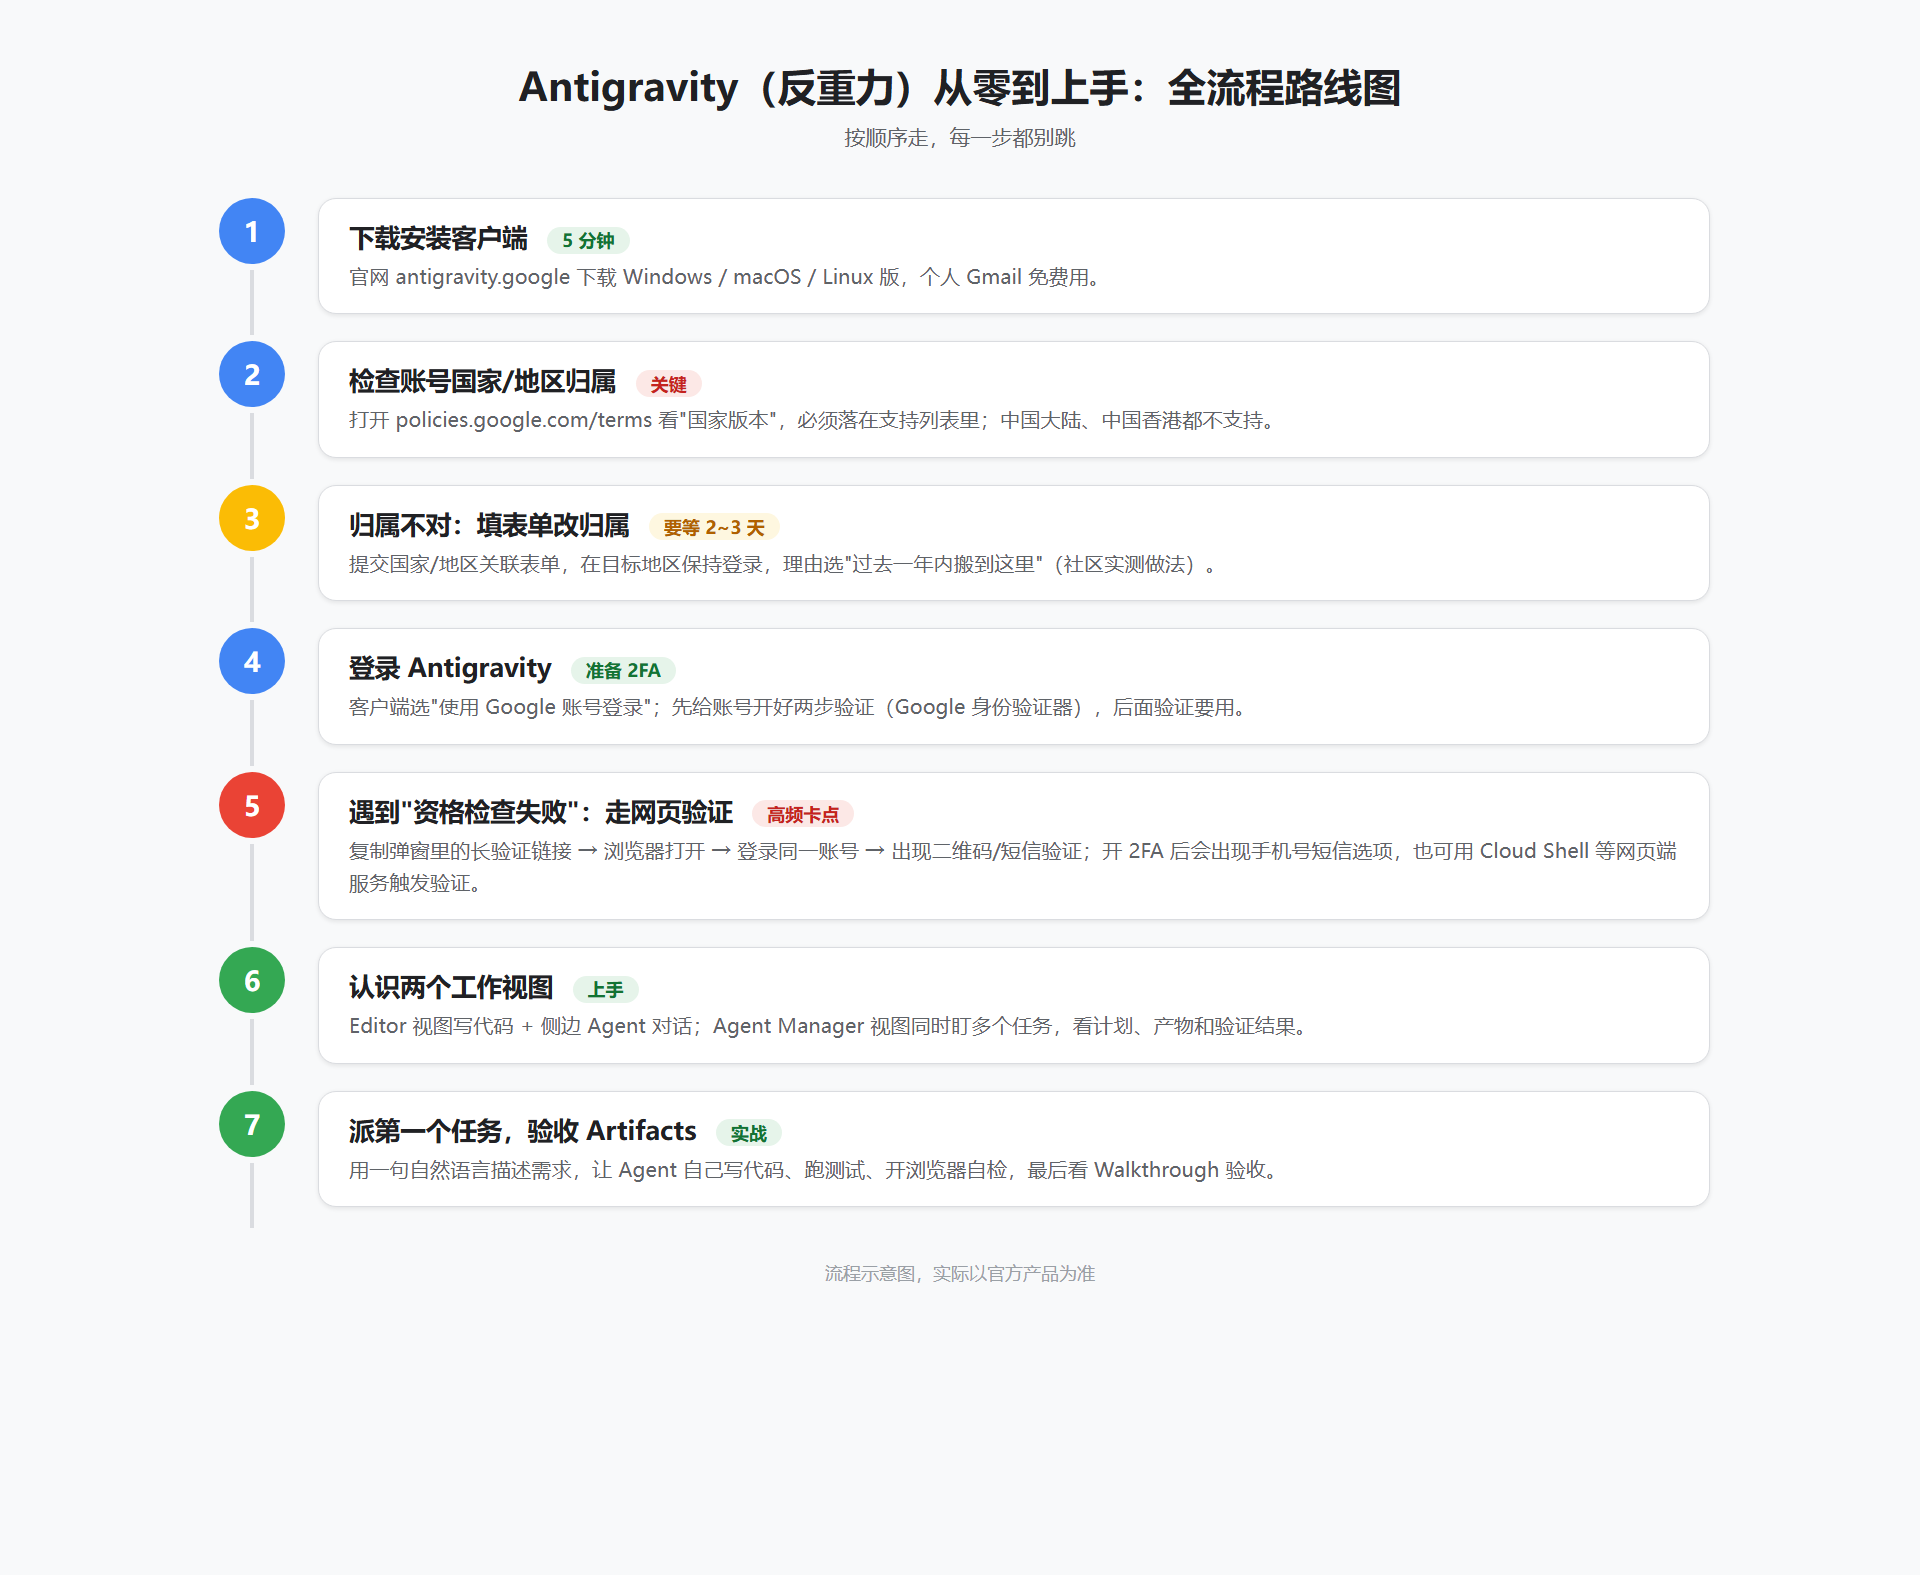 Antigravity（反重力）从零到上手：全流程路线图
按顺序走，每一步都别跳
1
下载安装客户端 5 分钟
官网 antigravity.google 下载 Windows / macOS / Linux 版，个人 Gmail 免费用。
2
检查账号国家/地区归属 关键
打开 policies.google.com/terms 看"国家版本"，必须落在支持列表里；中国大陆、中国香港都不支持。
3
归属不对：填表单改归属 要等 2~3 天
提交国家/地区关联表单，在目标地区保持登录，理由选"过去一年内搬到这里"（社区实测做法）。
4
登录 Antigravity 准备 2FA
客户端选"使用 Google 账号登录"；先给账号开好两步验证（Google 身份验证器），后面验证要用。
5
遇到"资格检查失败"：走网页验证 高频卡点
复制弹窗里的长验证链接 → 浏览器打开 → 登录同一账号 → 出现二维码/短信验证；开 2FA 后会出现手机号短信选项，也可用 Cloud Shell 等网页端
服务触发验证。
6
认识两个工作视图 上手
Editor 视图写代码 + 侧边 Agent 对话；Agent Manager 视图同时盯多个任务，看计划、产物和验证结果。
7
派第一个任务，验收 Artifacts 实战
用一句自然语言描述需求，让 Agent 自己写代码、跑测试、开浏览器自检，最后看 Walkthrough 验收。
流程示意图，实际以官方产品为准